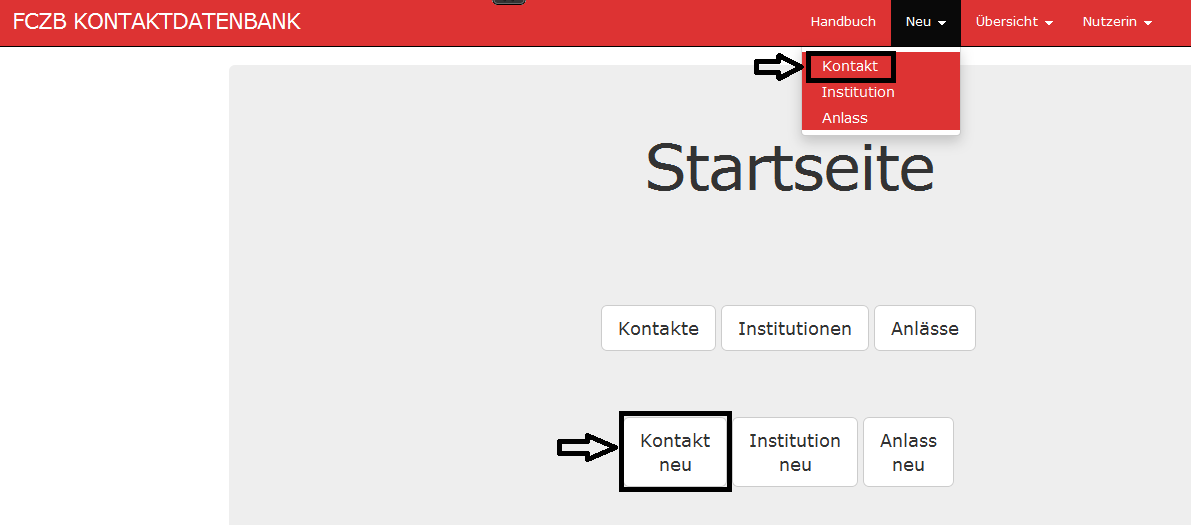 FCZB KONTAKTDATENBANK
Handbuch
Neu
Übersicht
Nutzerin
Kontakt
Institution
Anlass
Startseite
Kontakte
Institutionen
Anlässe
Kontakt
neu
Institution
neu
Anlass
neu